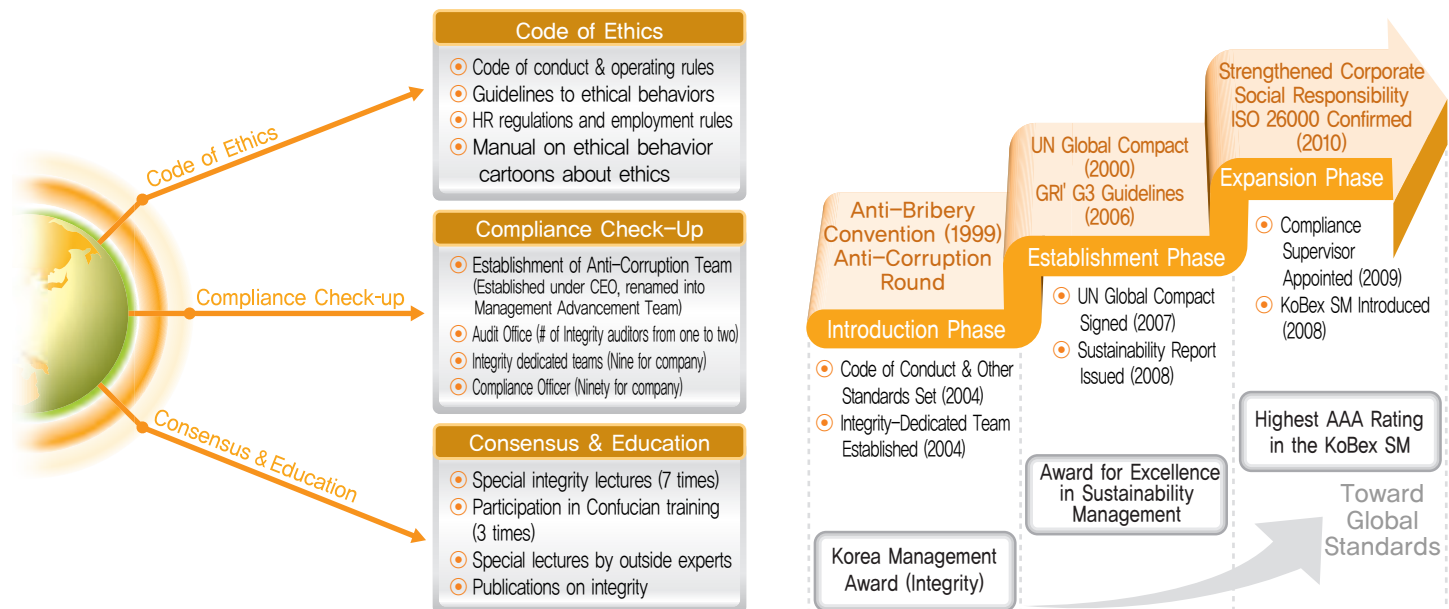 Code of Ethics
Code of Ethics
Code of conduct & operating rules
Guidelines to ethical behaviors
HR regulations and employment rules
Manual on ethical behavior
cartoons about ethics
Compliance Check-up
Compliance Check-Up
Establishment of Anti-Corruption Team
(Established under CEO, renamed into
Management Advancement Team)
Audit Office (# of Integrity auditors from one to two)
Integrity dedicated teams (Nine for company)
Compliance Officer (Ninety for company)
Consensus & Education
Consensus & Education
Special integrity lectures (7 times)
Participation in Confucian training
(3 times)
Special lectures by outside experts
Publications on integrity
Anti-Bribery
Convention (1999)
Anti-Corruption
Round
Introduction Phase
Code of Conduct & Other
Standards Set (2004)
Integrity-Dedicated Team
Established (2004)
Korea Management
Award (Integrity)
UN Global Compact
(2000)
GRI' G3 Guidelines
(2006)
Establishment Phase
UN Global Compact
Signed (2007)
Sustainability Report
Issued (2008)
Award for Excellence
in Sustainability
Management
Strengthened Corporate
Social Responsibility
ISO 26000 Confirmed
(2010)
Expansion Phase
Compliance
Supervisor
Appointed (2009)
KoBex SM Introduced
(2008)
Highest AAA Rating
in the KoBex SM
Toward
Global
Standards